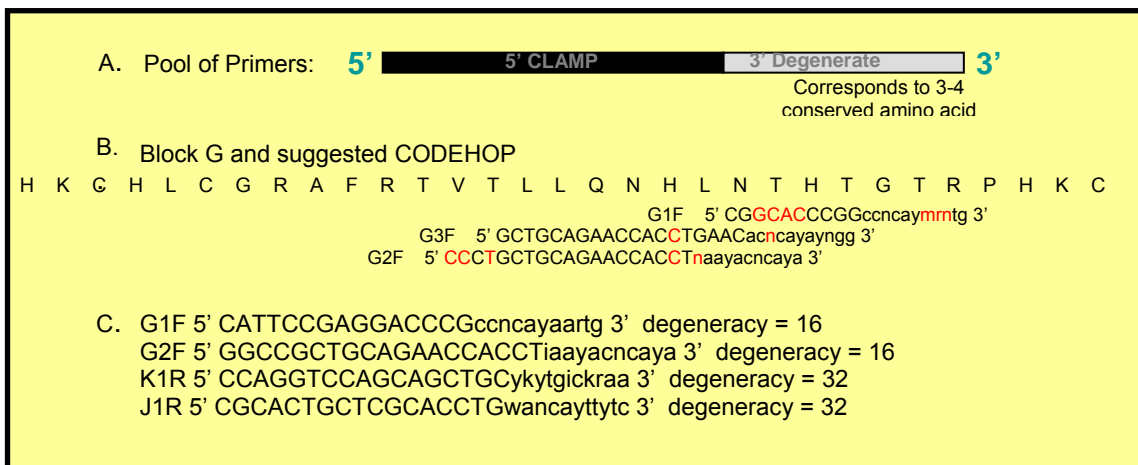 A. Pool of Primers: 5’ 5’ CLAMP 3’ Degenerate 3’
Corresponds to 3-4
conserved amino acid
B. Block G and suggested CODEHOP
H K C H L C G R A F R T V T L L Q N H L N T H T G T R P H K C
G1F 5’ CGGCACCCGGccncaymrntg 3’
G3F 5’ GCTGCAGAACCACCTGAACacncayayngg 3’
G2F 5’ CCCTGCTGCAGAACCACCTnaayacncaya 3’
C. G1F 5’ CATTCCGAGGACCCGccncayaartg 3’ degeneracy = 16
G2F 5’ GGCCGCTGCAGAACCACCTiaayacncaya 3’ degeneracy = 16
K1R 5’ CCAGGTCCAGCAGCTGCykytgickraa 3’ degeneracy = 32
J1R 5’ CGCACTGCTCGCACCTGwancayttytc 3’ degeneracy = 32